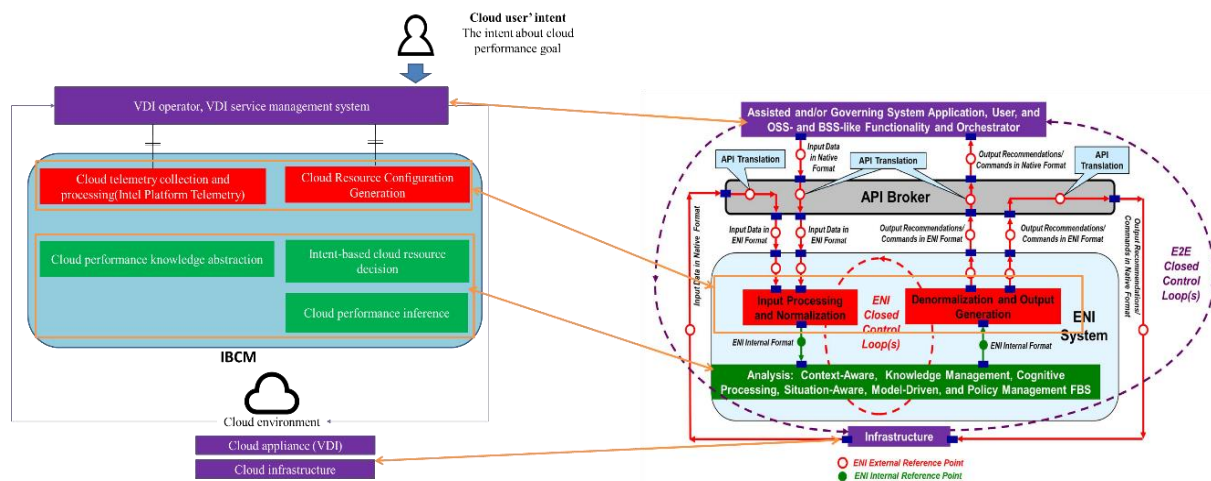 Cloud user' intent
The intent about cloud
performance goal
VDI operator, VDI service management system
Cloud telemetry collection and
processing(Intel Platform Telemetry)
Cloud Resource Configuration
Generation
Cloud performance knowledge abstraction
Intent-based cloud resource
decision
Cloud performance inference
IBCM
Cloud environment
Cloud appliance (VDI)
Cloud infrastructure
Assisted and/or Governing System Application, User, and
OSS- and BSS-like Functionality and Orchestrator
API Translation
Input Data
in Native
Format
API Translation
Output Recommendations/
Commands in Native Format
API
Translation
API Broker
Input Data in Native Format
Input Data in
ENI Format
Input Data in
ENI Format
Output Recommendations/
Commands in ENI Format
Output Recommendations/
Commands in ENI Format
Output Recommendations/
Commands in Native Format
E2E
Closed
Control
Loop(s)
Input Processing
and Normalization
ENI
Closed
Control
Loop(s)
Denormalization and Output
Generation
ENI
System
ENI Internal Format
ENI Internal Format
Analysis: Context-Aware, Knowledge Management, Cognitive
Processing, Situation-Aware, Model-Driven, and Policy Management FBS
Infrastructure
ENI External Reference Point
ENI Internal Reference Point